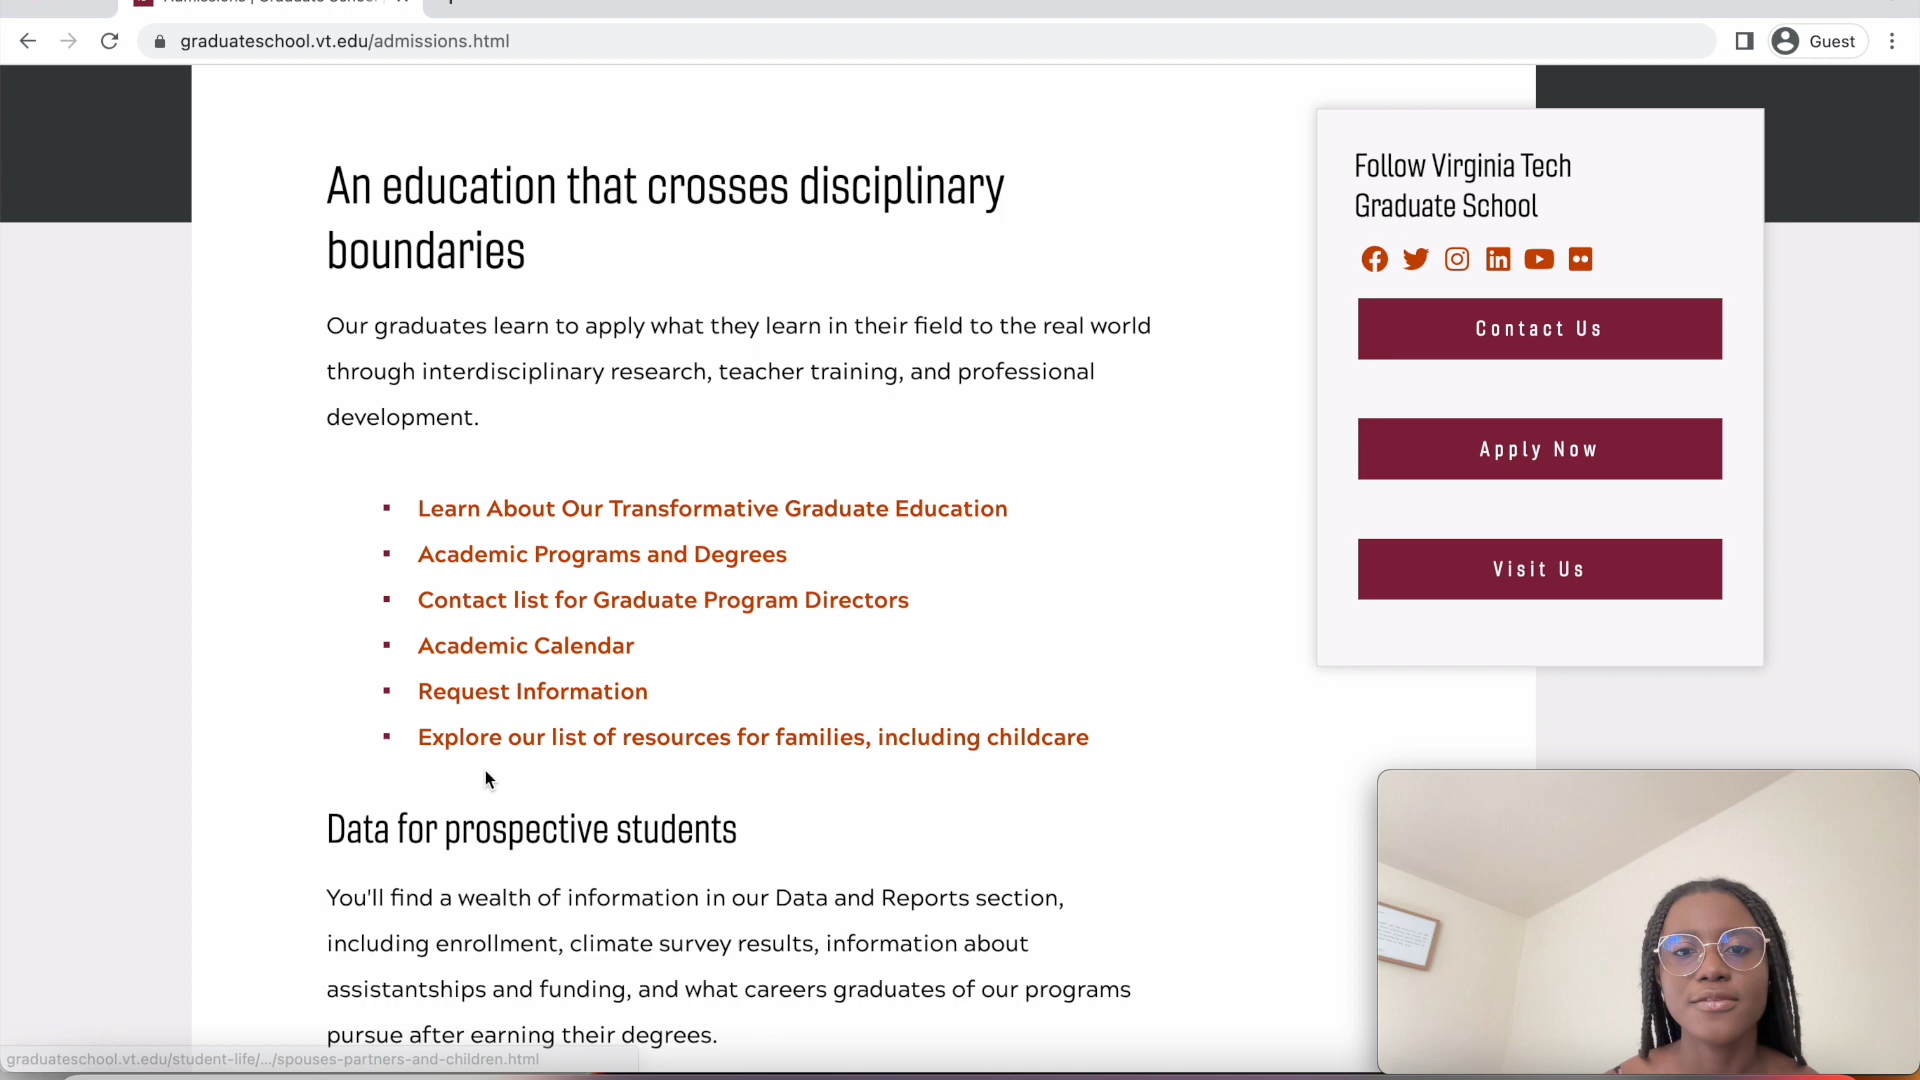 Admissions | Graduate School
graduateschool.vt.edu/admissions.html
Guest
An education that crosses disciplinary
boundaries
Our graduates learn to apply what they learn in their field to the real world
through interdisciplinary research, teacher training, and professional
development.
Learn About Our Transformative Graduate Education
Academic Programs and Degrees
Contact list for Graduate Program Directors
Academic Calendar
Request Information
Explore our list of resources for families, including childcare
Data for prospective students
You'll find a wealth of information in our Data and Reports section,
including enrollment, climate survey results, information about
assistantships and funding, and what careers graduates of our programs
pursue after earning their degrees.
Follow Virginia Tech
Graduate School
Contact Us
Apply Now
Visit Us
graduateschool.vt.edu/student-life/.../spouses-partners-and-children.html